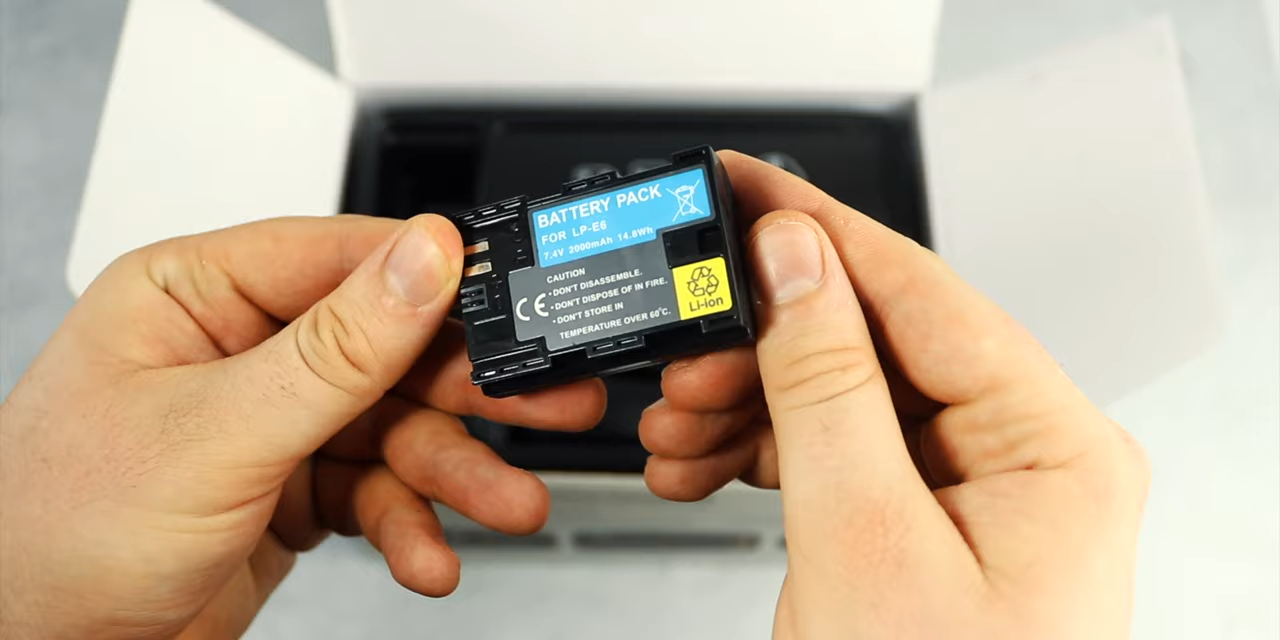 BATTERY PACK
FOR LP-E6
7.4V 2000mAh 14.8Wh
CAUTION
• DON'T DISASSEMBLE.
• DON'T DISPOSE OF IN FIRE.
• DON'T STORE IN
TEMPERATURE OVER 60°C.
CE
Li-ion